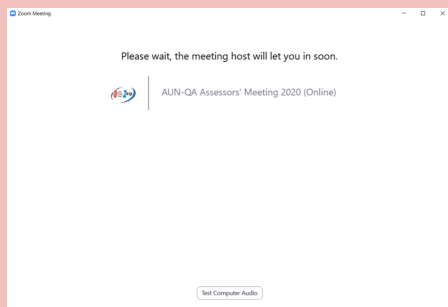 Zoom Meeting
Please wait, the meeting host will let you in soon.
AUN-QA Assessors' Meeting 2020 (Online)
Test Computer Audio